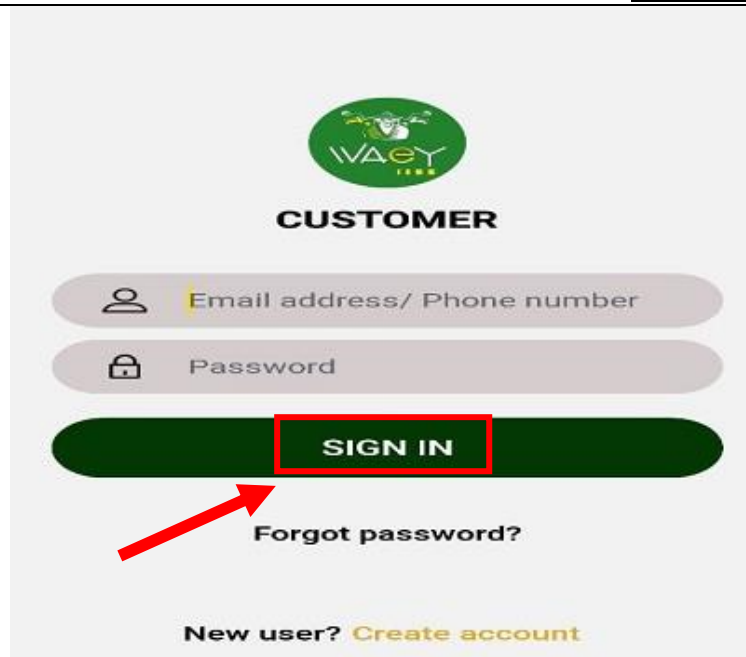 WAeY
CUSTOMER
Email address/ Phone number
Password
SIGN IN
Forgot password?
New user? Create account